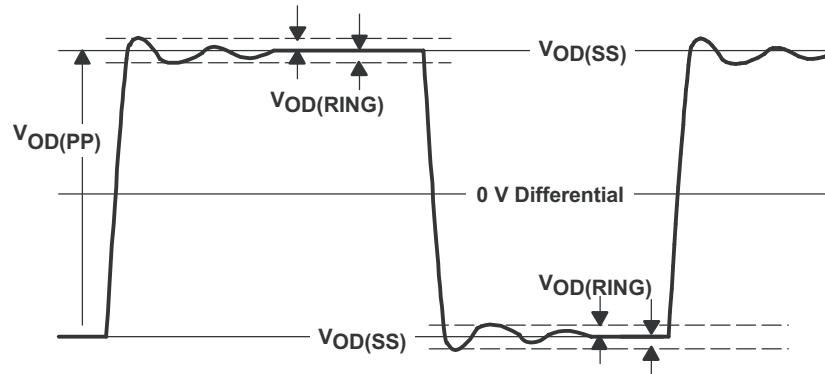 VOD(SS)
VOD(RING)
VOD(PP)
0 V Differential
VOD(RING)
VOD(SS)